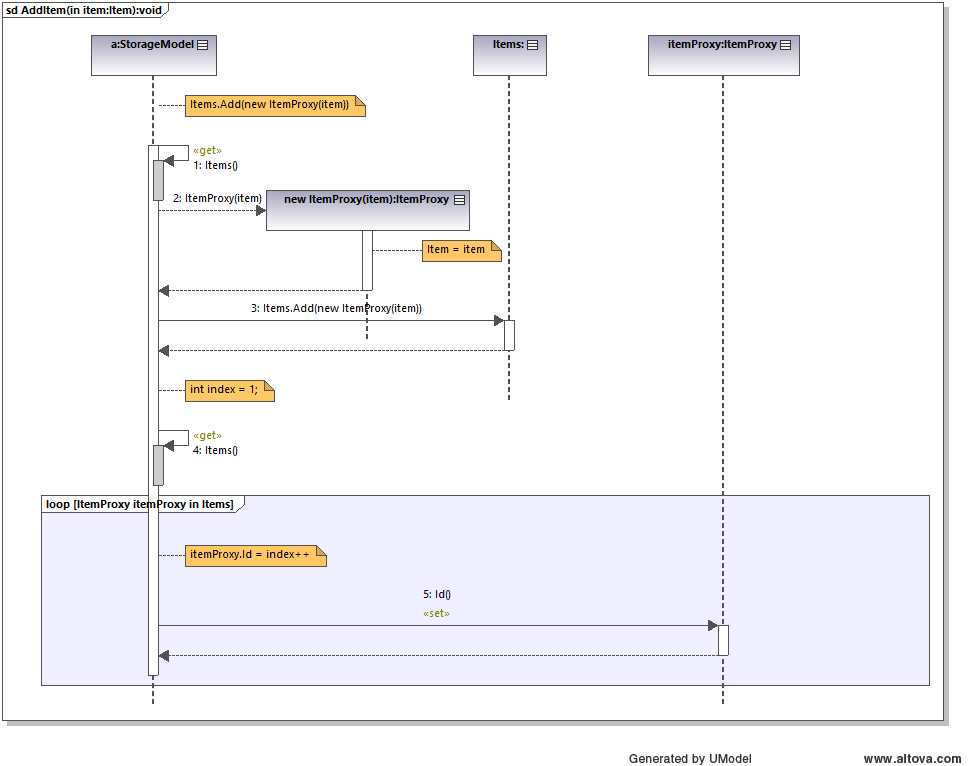 sd AddItem(in item:Item):void
a:StorageModel
Items:
itemProxy:ItemProxy
Items.Add(new ItemProxy(item))
«get»
1: Items()
2: ItemProxy(item)
new ItemProxy(item):ItemProxy
Item = item
3: Items.Add(new ItemProxy(item))
int index = 1;
«get»
4: Items()
loop [ItemProxy itemProxy in Items]
itemProxy.Id = index++
5: Id()
«set»
Generated by UModel
www.altova.com